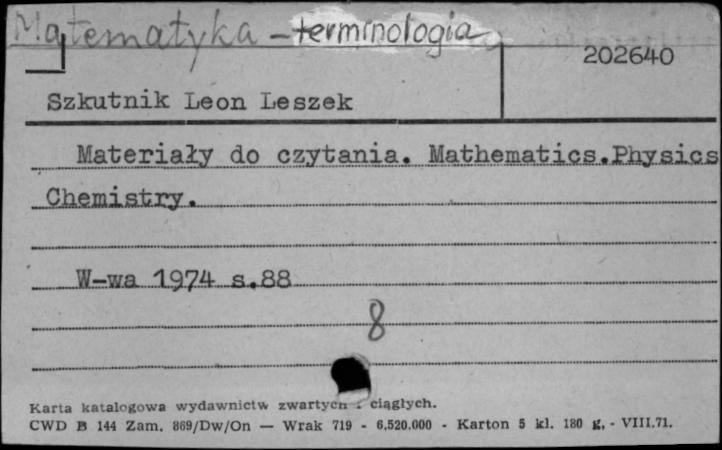 Matematyka - terminologia
202640
Szkutnik Leon Leszek
Materiały do czytania. Mathematics.Physics
Chemistry.
W-wa 1974 s.88
8
Karta katalogowa wydawnictw zwartych i ciągłych.
CWD B 144 Zam. 869/Dw/On — Wrak 719 - 6,520.000 - Karton 5 kl. 180 g, - VIII.71.